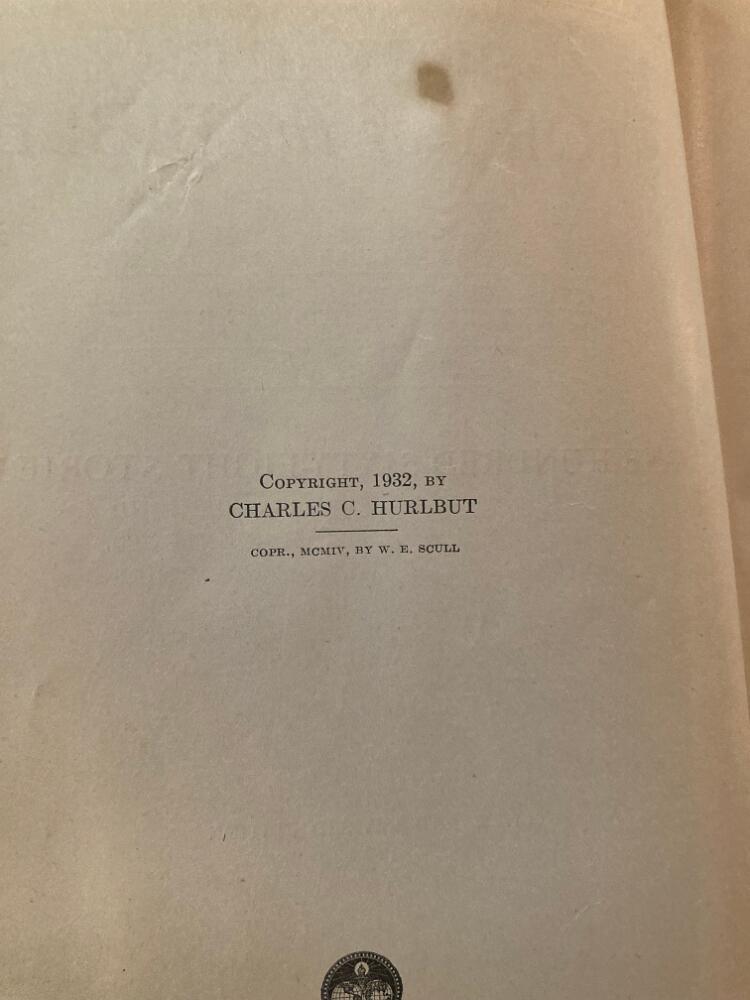 COPYRIGHT, 1932, BY
CHARLES C. HURLBUT
COPR., MCMIV, BY W. E. SCULL